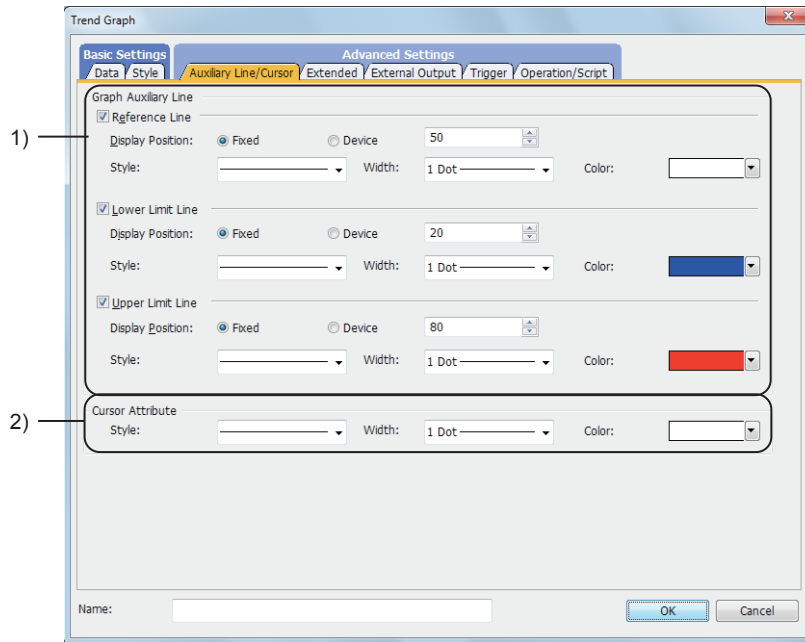 Trend Graph
Basic Settings Advanced Settings
Data Style Auxiliary Line/Cursor Extended External Output Trigger Operation/Script
Graph Auxiliary Line
1)
Reference Line
Display Position: Fixed Device 50
Style: Width: 1 Dot Color:
Lower Limit Line
Display Position: Fixed Device 20
Style: Width: 1 Dot Color:
Upper Limit Line
Display Position: Fixed Device 80
Style: Width: 1 Dot Color:
2)
Cursor Attribute
Style: Width: 1 Dot Color:
Name: OK Cancel